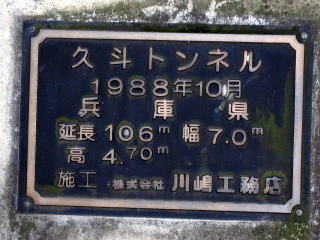 久斗トンネル
1988年10月
兵庫県
延長 106m 幅 7.0m
高 4.70m
施工 株式会社 川嶋工務店